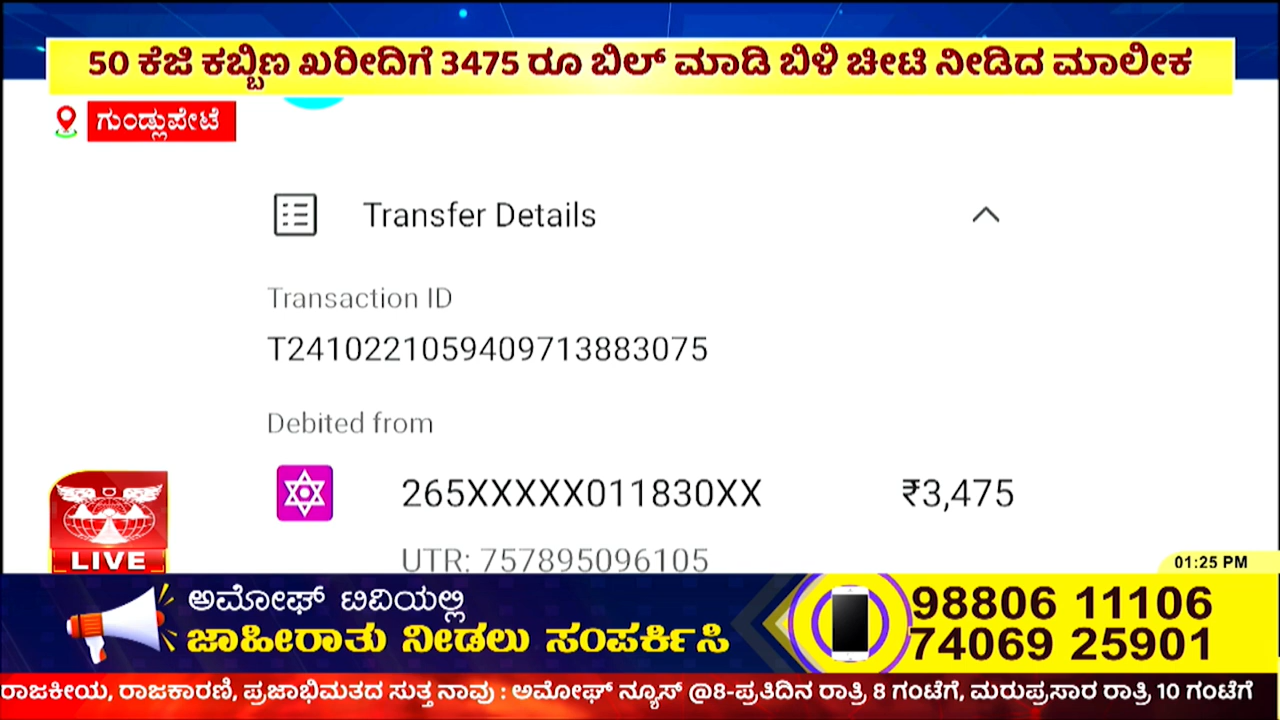 50 ಕೆಜಿ ಕಬ್ಬಿಣ ಖರೀದಿಗೆ 3475 ರೂ ಬಿಲ್ ಮಾಡಿ ಬಿಳಿ ಚೀಟಿ ನೀಡಿದ ಮಾಲೀಕ
ಗುಂಡ್ಲುಪೇಟೆ
Transfer Details
Transaction ID
T2410221059409713883075
Debited from
265XXXXX011830XX ₹3,475
UTR: 757895096105
LIVE
01:25 PM
ಅಮೋಘ್ ಟಿವಿಯಲ್ಲಿ
ಜಾಹೀರಾತು ನೀಡಲು ಸಂಪರ್ಕಿಸಿ
98806 11106
74069 25901
ರಾಜಕೀಯ, ರಾಜಕಾರಣಿ, ಪ್ರಜಾಭಿಮತದ ಸುತ್ತ ನಾವು : ಅಮೋಘ್ ನ್ಯೂಸ್ @8-ಪ್ರತಿದಿನ ರಾತ್ರಿ 8 ಗಂಟೆಗೆ, ಮರುಪ್ರಸಾರ ರಾತ್ರಿ 10 ಗಂಟೆಗೆ